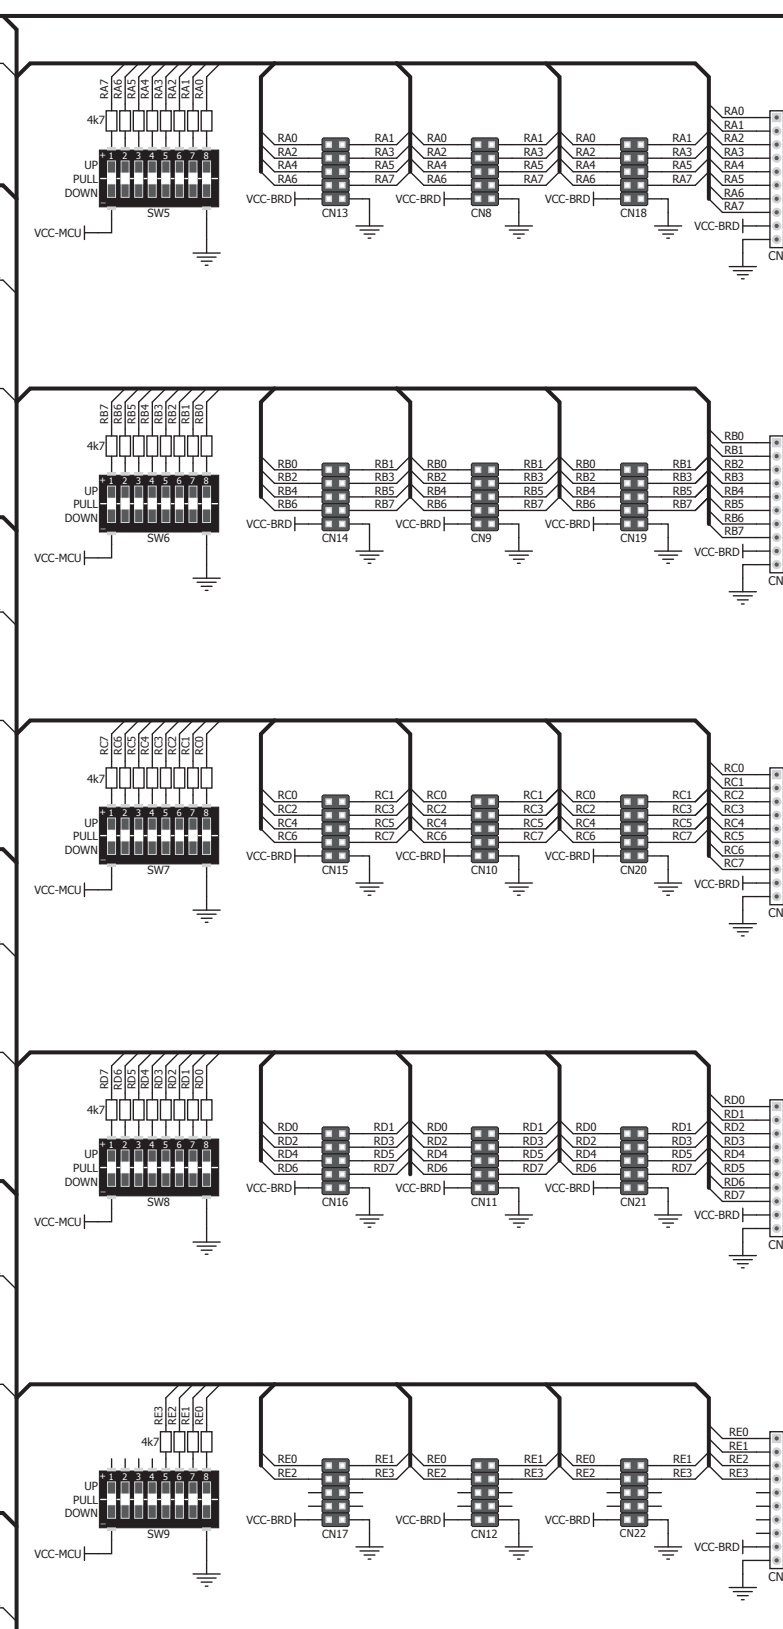 RA7 RA6 RA5 RA4 RA3 RA2 RA1 RA0
4k7
+ 1 2 3 4 5 6 7 8
UP
PULL
DOWN
_
SW5
VCC-MCU
RA0 RA1 RA0 RA1 RA0 RA1
RA2 RA3 RA2 RA3 RA2 RA3
RA4 RA5 RA4 RA5 RA4 RA5
RA6 RA7 RA6 RA7 RA6 RA7
VCC-BRD VCC-BRD VCC-BRD
CN13 CN8 CN18
RA0
RA1
RA2
RA3
RA4
RA5
RA6
RA7
VCC-BRD
CN
RB7 RB6 RB5 RB4 RB3 RB2 RB1 RB0
4k7
+ 1 2 3 4 5 6 7 8
UP
PULL
DOWN
_
SW6
VCC-MCU
RB0 RB1 RB0 RB1 RB0 RB1
RB2 RB3 RB2 RB3 RB2 RB3
RB4 RB5 RB4 RB5 RB4 RB5
RB6 RB7 RB6 RB7 RB6 RB7
VCC-BRD VCC-BRD VCC-BRD
CN14 CN9 CN19
RB0
RB1
RB2
RB3
RB4
RB5
RB6
RB7
VCC-BRD
CN
RC7 RC6 RC5 RC4 RC3 RC2 RC1 RC0
4k7
+ 1 2 3 4 5 6 7 8
UP
PULL
DOWN
_
SW7
VCC-MCU
RC0 RC1 RC0 RC1 RC0 RC1
RC2 RC3 RC2 RC3 RC2 RC3
RC4 RC5 RC4 RC5 RC4 RC5
RC6 RC7 RC6 RC7 RC6 RC7
VCC-BRD VCC-BRD VCC-BRD
CN15 CN10 CN20
RC0
RC1
RC2
RC3
RC4
RC5
RC6
RC7
VCC-BRD
CN
RD7 RD6 RD5 RD4 RD3 RD2 RD1 RD0
4k7
+ 1 2 3 4 5 6 7 8
UP
PULL
DOWN
_
SW8
VCC-MCU
RD0 RD1 RD0 RD1 RD0 RD1
RD2 RD3 RD2 RD3 RD2 RD3
RD4 RD5 RD4 RD5 RD4 RD5
RD6 RD7 RD6 RD7 RD6 RD7
VCC-BRD VCC-BRD VCC-BRD
CN16 CN11 CN21
RD0
RD1
RD2
RD3
RD4
RD5
RD6
RD7
VCC-BRD
CN
RE3 RE2 RE1 RE0
4k7
+ 1 2 3 4 5 6 7 8
UP
PULL
DOWN
_
SW9
VCC-MCU
RE0 RE1 RE0 RE1 RE0 RE1
RE2 RE3 RE2 RE3 RE2 RE3
VCC-BRD VCC-BRD VCC-BRD
CN17 CN12 CN22
RE0
RE1
RE2
RE3
VCC-BRD
CN